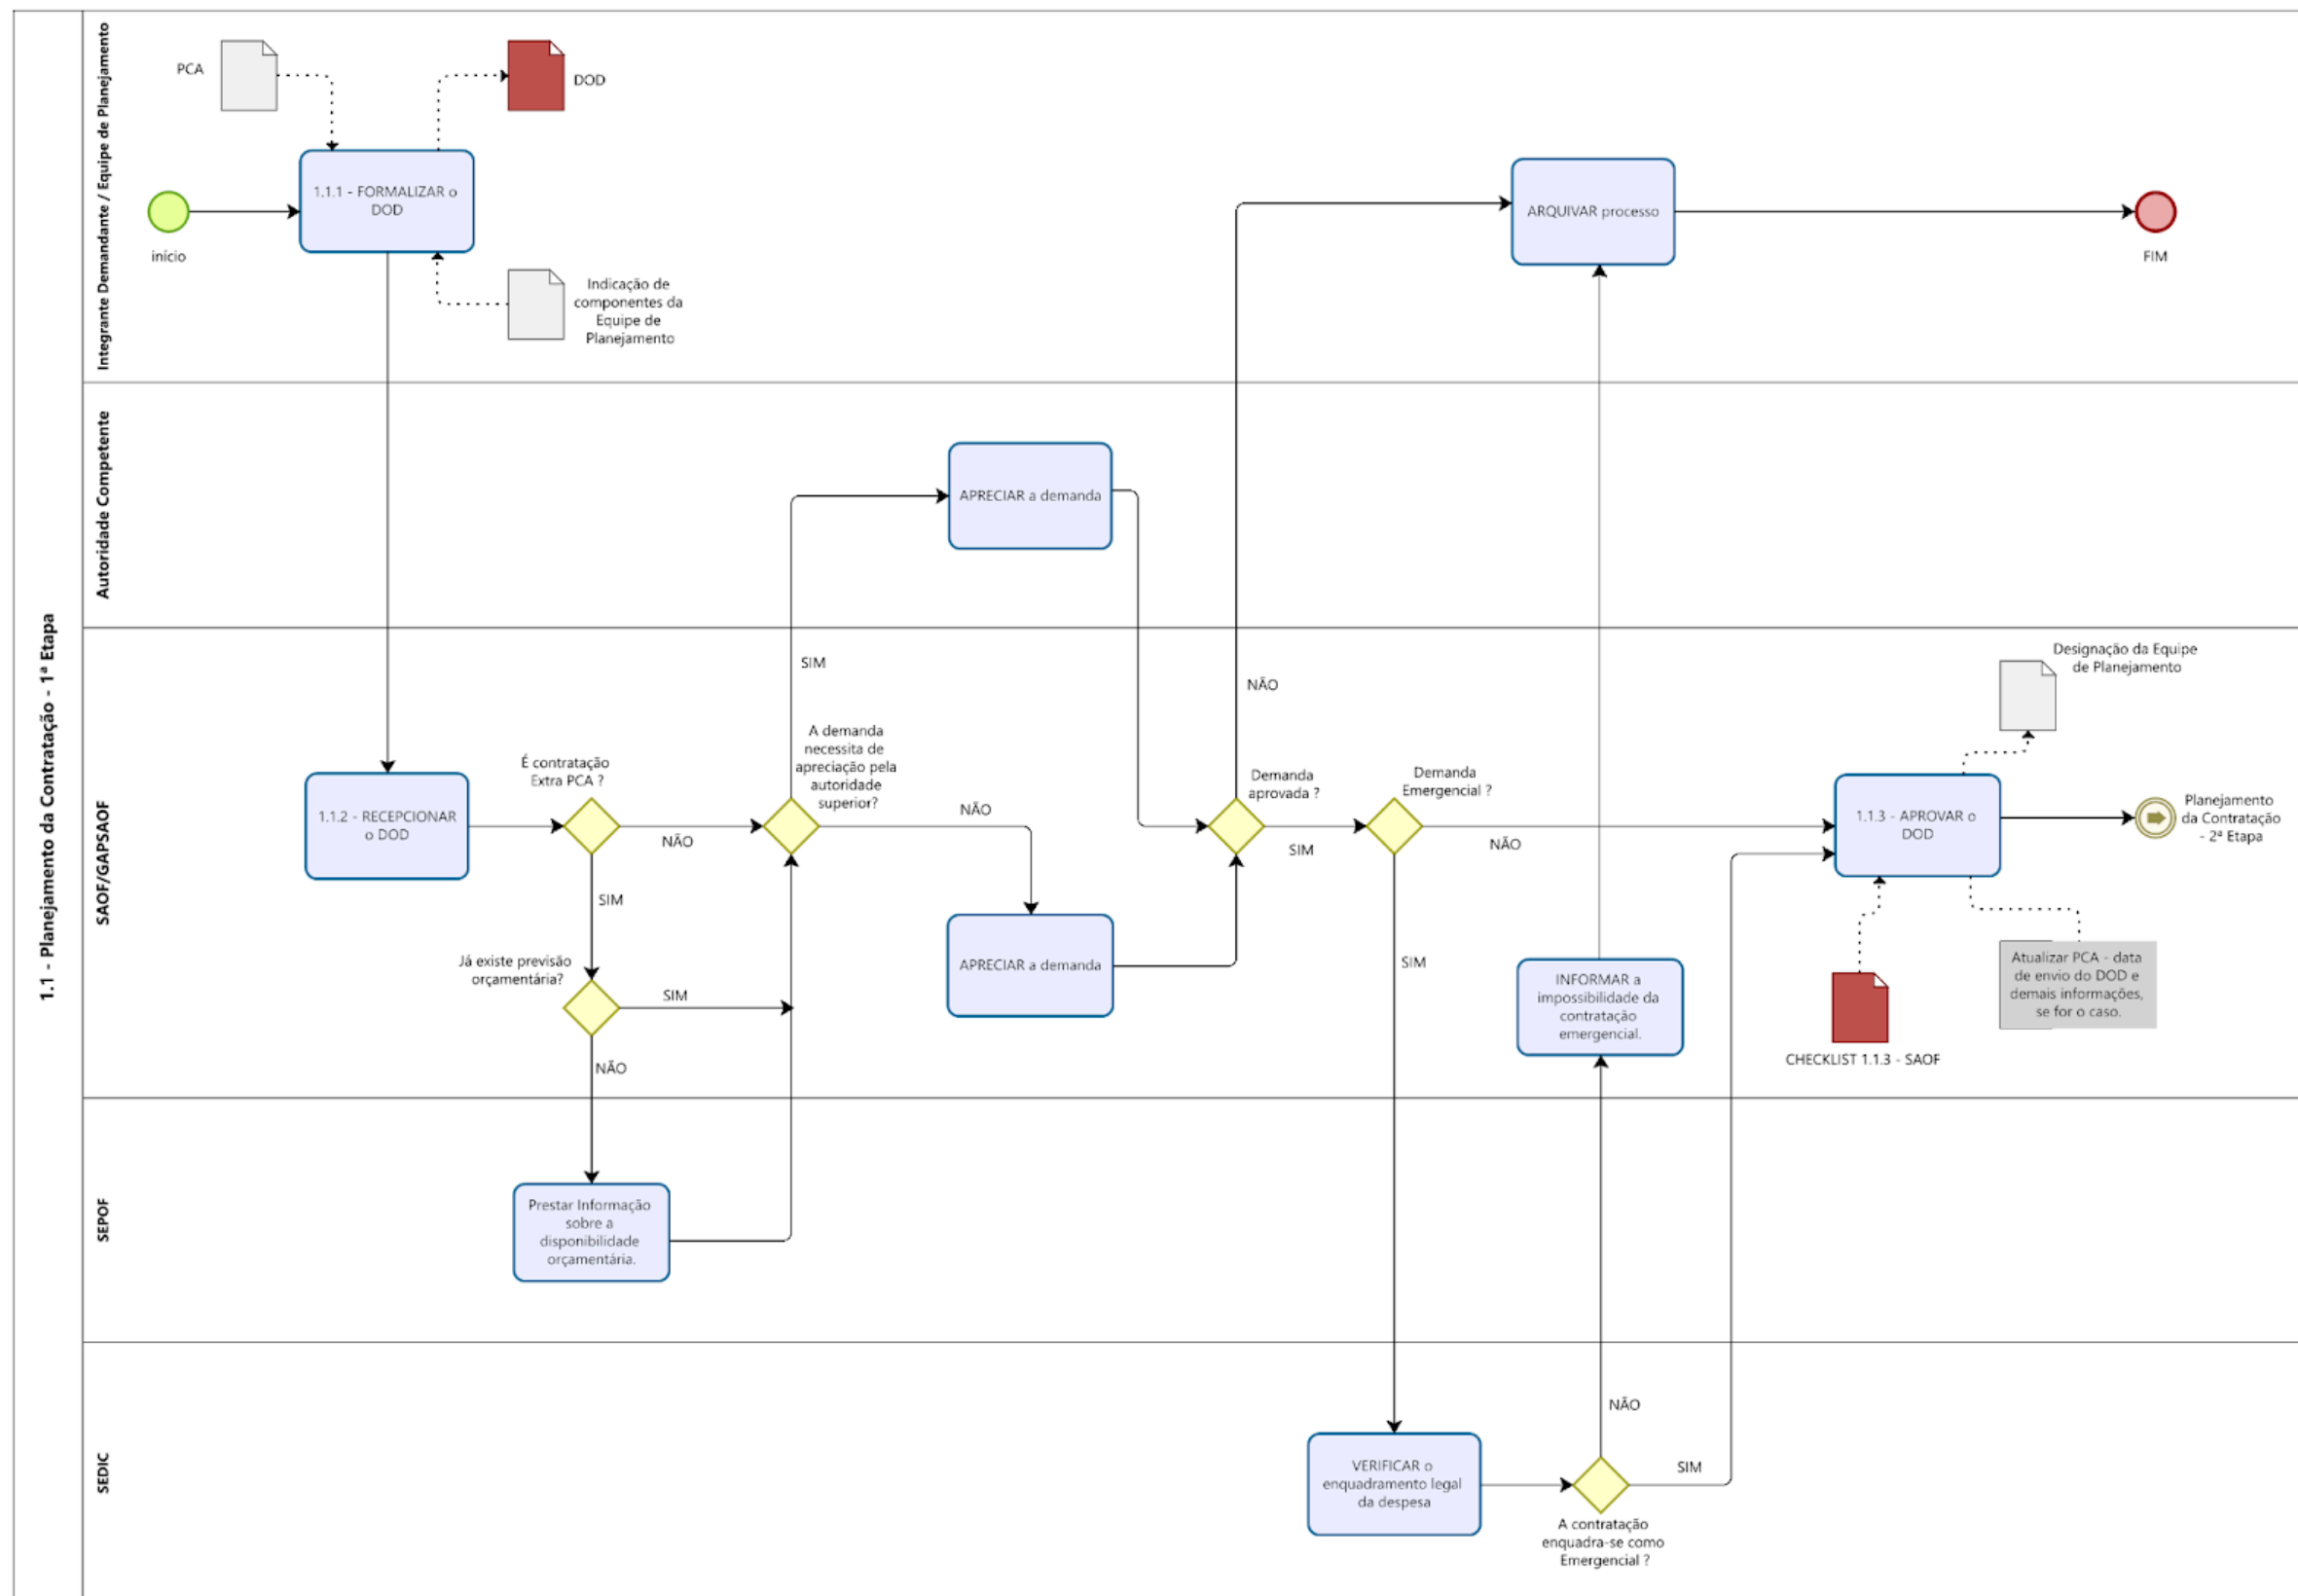 1.1 - Planejamento da Contratação - 1ª Etapa
Integrante Demandante / Equipe de Planejamento
PCA
DOD
1.1.1 - FORMALIZAR o
DOD
início
Indicação de
componentes da
Equipe de
Planejamento
ARQUIVAR processo
FIM
Autoridade Competente
APRECIAR a demanda
SAOF/GAPSAOF
1.1.2 - RECEPCIONAR
o DOD
É contratação
Extra PCA ?
NÃO
SIM
Já existe previsão
orçamentária?
SIM
NÃO
A demanda
necessita de
apreciação pela
autoridade
superior?
SIM
NÃO
APRECIAR a demanda
Demanda
aprovada ?
NÃO
SIM
Demanda
Emergencial ?
NÃO
SIM
INFORMAR a
impossibilidade da
contratação
emergencial.
1.1.3 - APROVAR o
DOD
Designação da Equipe
de Planejamento
Planejamento
da Contratação
- 2ª Etapa
CHECKLIST 1.1.3 - SAOF
Atualizar PCA - data
de envio do DOD e
demais informações,
se for o caso.
SEPOF
Prestar Informação
sobre a
disponibilidade
orçamentária.
SEDIC
VERIFICAR o
enquadramento legal
da despesa
A contratação
enquadra-se como
Emergencial ?
NÃO
SIM